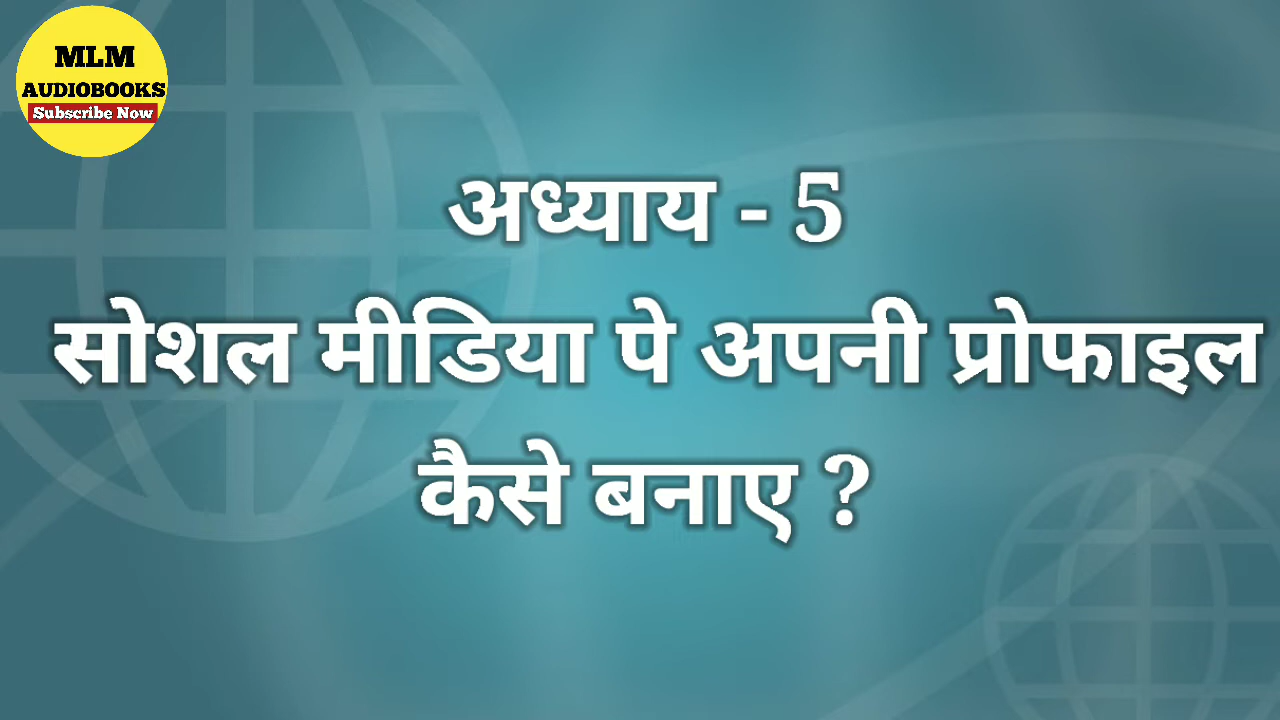 MLM
AUDIOBOOKS
Subscribe Now
अध्याय - 5
सोशल मीडिया पे अपनी प्रोफाइल
कैसे बनाए ?